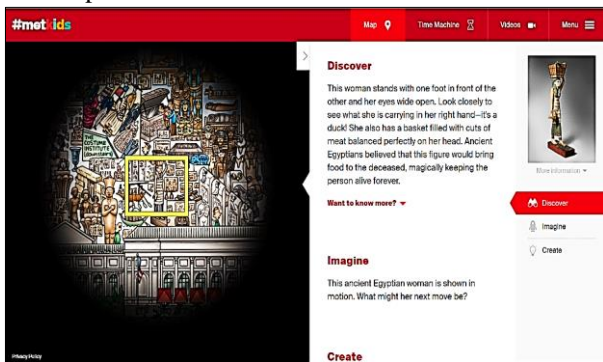 #metkids
Map
Time Machine
Videos
Menu
THE
COSTUME
INSTITUTE
Discover
This woman stands with one foot in front of the
other and her eyes wide open. Look closely to
see what she is carrying in her right hand—it's a
duck! She also has a basket filled with cuts of
meat balanced perfectly on her head. Ancient
Egyptians believed that this figure would bring
food to the deceased, magically keeping the
person alive forever.
Want to know more?
Imagine
This ancient Egyptian woman is shown in
motion. What might her next move be?
Create
More information
Discover
Imagine
Create
Privacy Policy